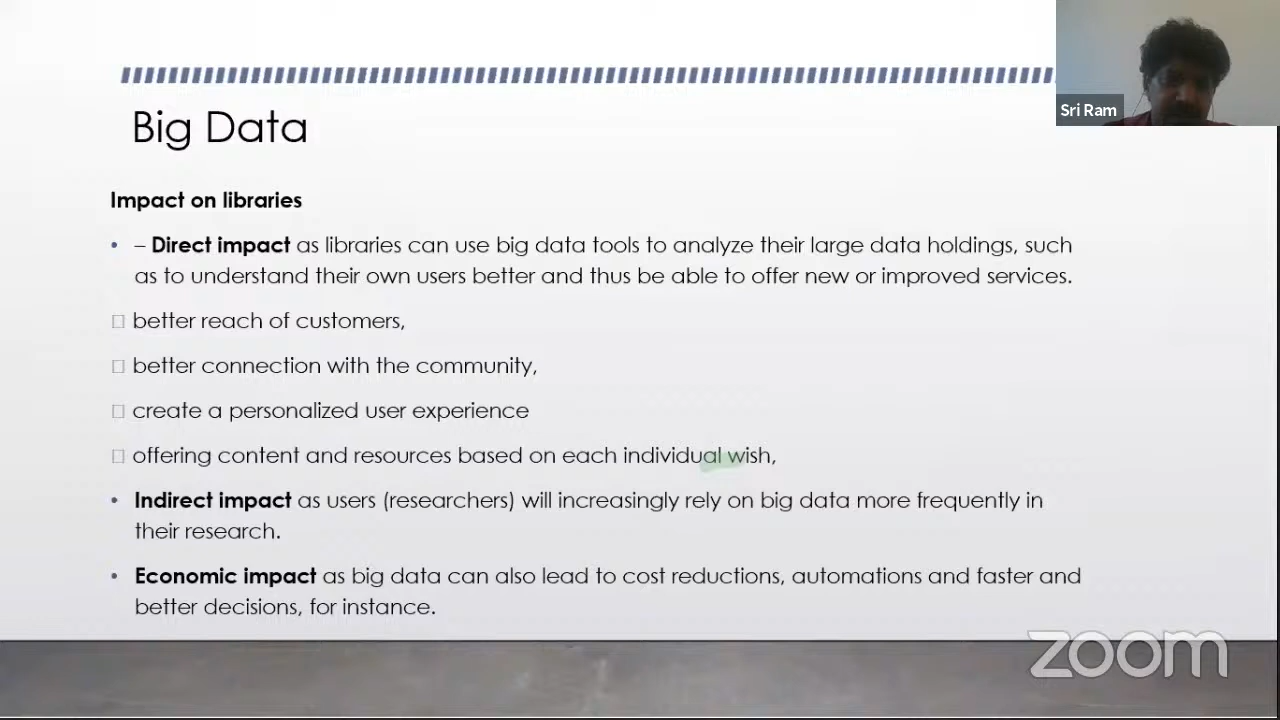 Sri Ram
Big Data
Impact on libraries
• – Direct impact as libraries can use big data tools to analyze their large data holdings, such
as to understand their own users better and thus be able to offer new or improved services.
□ better reach of customers,
□ better connection with the community,
□ create a personalized user experience
□ offering content and resources based on each individual wish,
• Indirect impact as users (researchers) will increasingly rely on big data more frequently in
their research.
• Economic impact as big data can also lead to cost reductions, automations and faster and
better decisions, for instance.
zoom